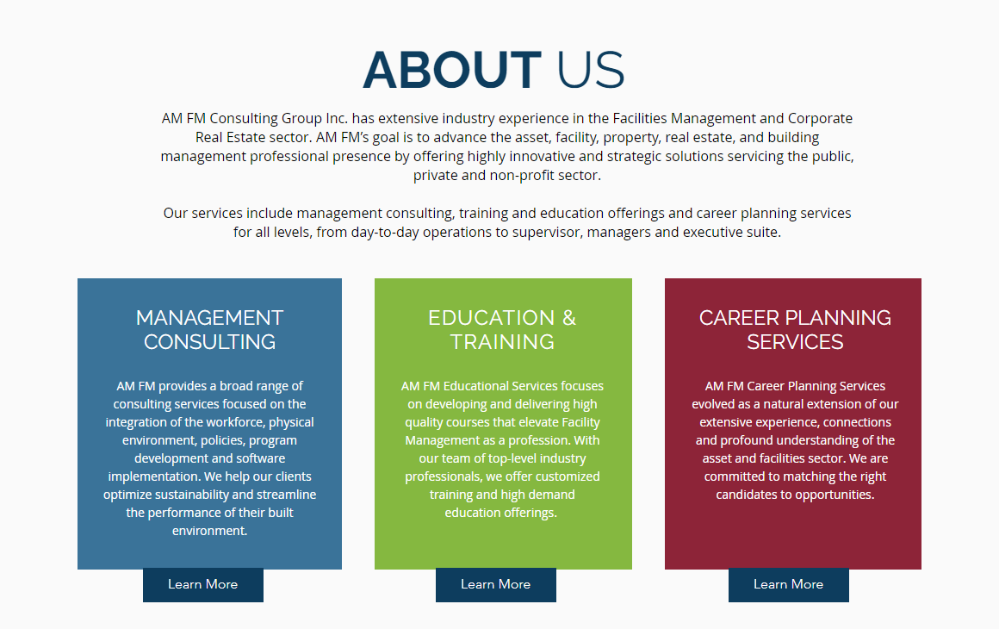 ABOUT US
AM FM Consulting Group Inc. has extensive industry experience in the Facilities Management and Corporate
Real Estate sector. AM FM’s goal is to advance the asset, facility, property, real estate, and building
management professional presence by offering highly innovative and strategic solutions servicing the public,
private and non-profit sector.
Our services include management consulting, training and education offerings and career planning services
for all levels, from day-to-day operations to supervisor, managers and executive suite.
MANAGEMENT
CONSULTING
AM FM provides a broad range of
consulting services focused on the
integration of the workforce, physical
environment, policies, program
development and software
implementation. We help our clients
optimize sustainability and streamline
the performance of their built
environment.
Learn More
EDUCATION &
TRAINING
AM FM Educational Services focuses
on developing and delivering high
quality courses that elevate Facility
Management as a profession. With
our team of top-level industry
professionals, we offer customized
training and high demand
education offerings.
Learn More
CAREER PLANNING
SERVICES
AM FM Career Planning Services
evolved as a natural extension of our
extensive experience, connections
and profound understanding of the
asset and facilities sector. We are
committed to matching the right
candidates to opportunities.
Learn More